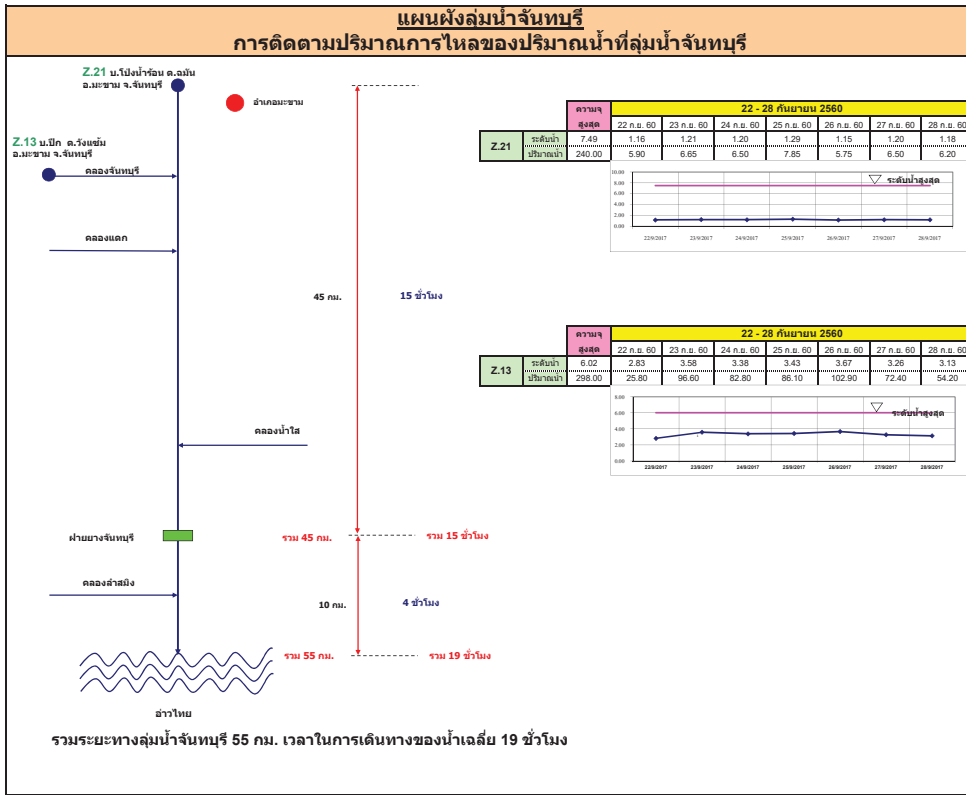 แผนผังลุ่มน้ำจันทบุรี
การติดตามปริมาณการไหลของปริมาณน้ำที่ลุ่มน้ำจันทบุรี
Z.21 บ.โป่งน้ำร้อน ต.ฉมัน
อ.มะขาม จ.จันทบุรี
อำเภอมะขาม
Z.13 บ.ปึก ต.วังแซ้ม
อ.มะขาม จ.จันทบุรี
คลองจันทบุรี
คลองแตก
45 กม.
15 ชั่วโมง
คลองน้ำใส
ฝายยางจันทบุรี
รวม 45 กม.
รวม 15 ชั่วโมง
คลองลำสมิง
10 กม.
4 ชั่วโมง
รวม 55 กม.
รวม 19 ชั่วโมง
อ่าวไทย
รวมระยะทางลุ่มน้ำจันทบุรี 55 กม. เวลาในการเดินทางของน้ำเฉลี่ย 19 ชั่วโมง
ความจุ 22 - 28 กันยายน 2560
สูงสุด 22 ก.ย. 60 23 ก.ย. 60 24 ก.ย. 60 25 ก.ย. 60 26 ก.ย. 60 27 ก.ย. 60 28 ก.ย. 60
Z.21
ระดับน้ำ 7.49 1.16 1.21 1.20 1.29 1.15 1.20 1.18
ปริมาณน้ำ 240.00 5.90 6.65 6.50 7.85 5.75 6.50 6.20
10.00
8.00
6.00
4.00
2.00
0.00
ระดับน้ำสูงสุด
22/9/2017 23/9/2017 24/9/2017 25/9/2017 26/9/2017 27/9/2017 28/9/2017
ความจุ 22 - 28 กันยายน 2560
สูงสุด 22 ก.ย. 60 23 ก.ย. 60 24 ก.ย. 60 25 ก.ย. 60 26 ก.ย. 60 27 ก.ย. 60 28 ก.ย. 60
Z.13
ระดับน้ำ 6.02 2.83 3.58 3.38 3.43 3.67 3.26 3.13
ปริมาณน้ำ 298.00 25.80 96.60 82.80 86.10 102.90 72.40 54.20
8.00
6.00
4.00
2.00
0.00
ระดับน้ำสูงสุด
22/9/2017 23/9/2017 24/9/2017 25/9/2017 26/9/2017 27/9/2017 28/9/2017